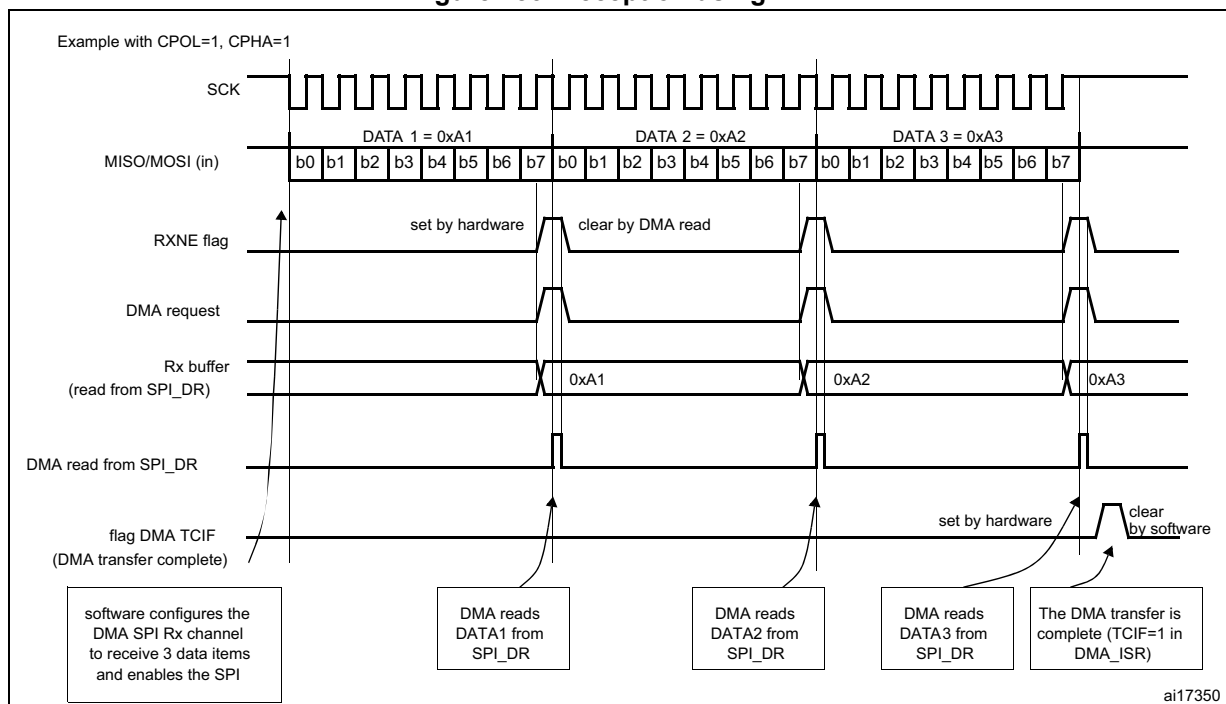 Example with CPOL=1, CPHA=1
SCK
DATA 1 = 0xA1
DATA 2 = 0xA2
DATA 3 = 0xA3
MISO/MOSI (in)
b0 b1 b2 b3 b4 b5 b6 b7 b0 b1 b2 b3 b4 b5 b6 b7 b0 b1 b2 b3 b4 b5 b6 b7
set by hardware
clear by DMA read
RXNE flag
DMA request
Rx buffer
(read from SPI_DR)
0xA1
0xA2
0xA3
DMA read from SPI_DR
flag DMA TCIF
(DMA transfer complete)
set by hardware
clear
by software
software configures the
DMA SPI Rx channel
to receive 3 data items
and enables the SPI
DMA reads
DATA1 from
SPI_DR
DMA reads
DATA2 from
SPI_DR
DMA reads
DATA3 from
SPI_DR
The DMA transfer is
complete (TCIF=1 in
DMA_ISR)
ai17350